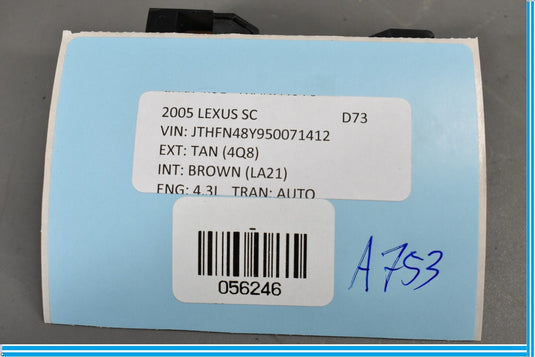 2005 LEXUS SC D73
VIN: JTHFN48Y950071412
EXT: TAN (4Q8)
INT: BROWN (LA21)
ENG: 4.3L TRAN: AUTO
056246
A753